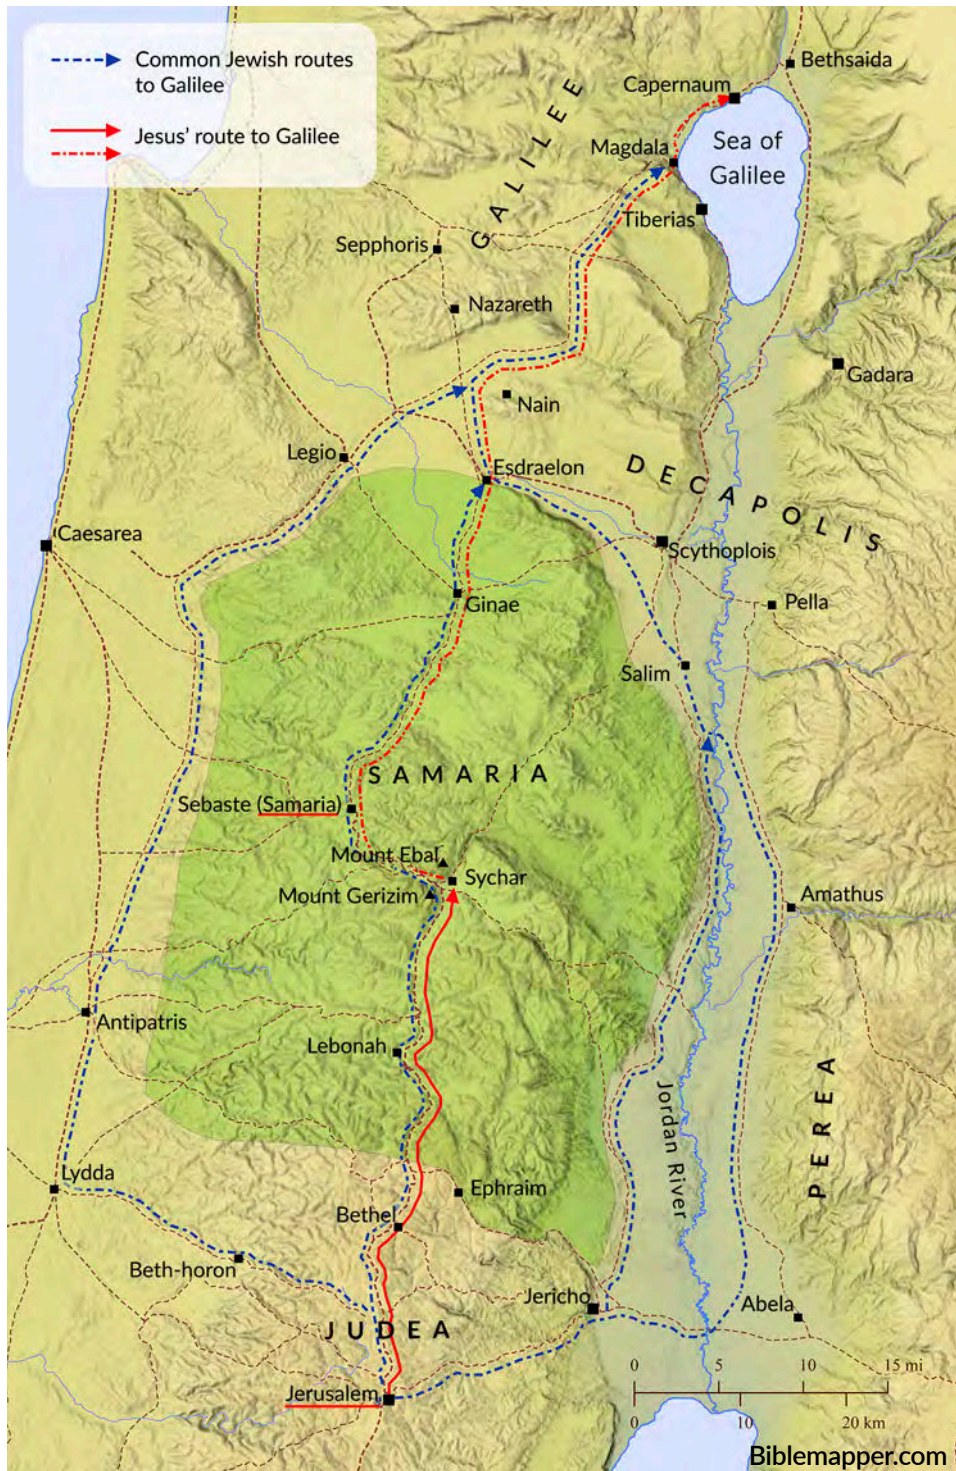 Common Jewish routes
to Galilee
Jesus' route to Galilee
Bethsaida
Capernaum
GALILEE
Magdala
Sea of
Galilee
Tiberias
Sepphoris
Nazareth
Gadara
Nain
Legio
Esdraelon
DECAPOLIS
Caesarea
Scythoplois
Ginae
Pella
Salim
SAMARIA
Sebaste (Samaria)
Mount Ebal
Sychar
Mount Gerizim
Amathus
Antipatris
Lebonah
Jordan River
PEREA
Lydda
Ephraim
Bethel
Beth-horon
Jericho
Abela
JUDEA
Jerusalem
0 5 10 15 mi
0 10 20 km
Biblemapper.com